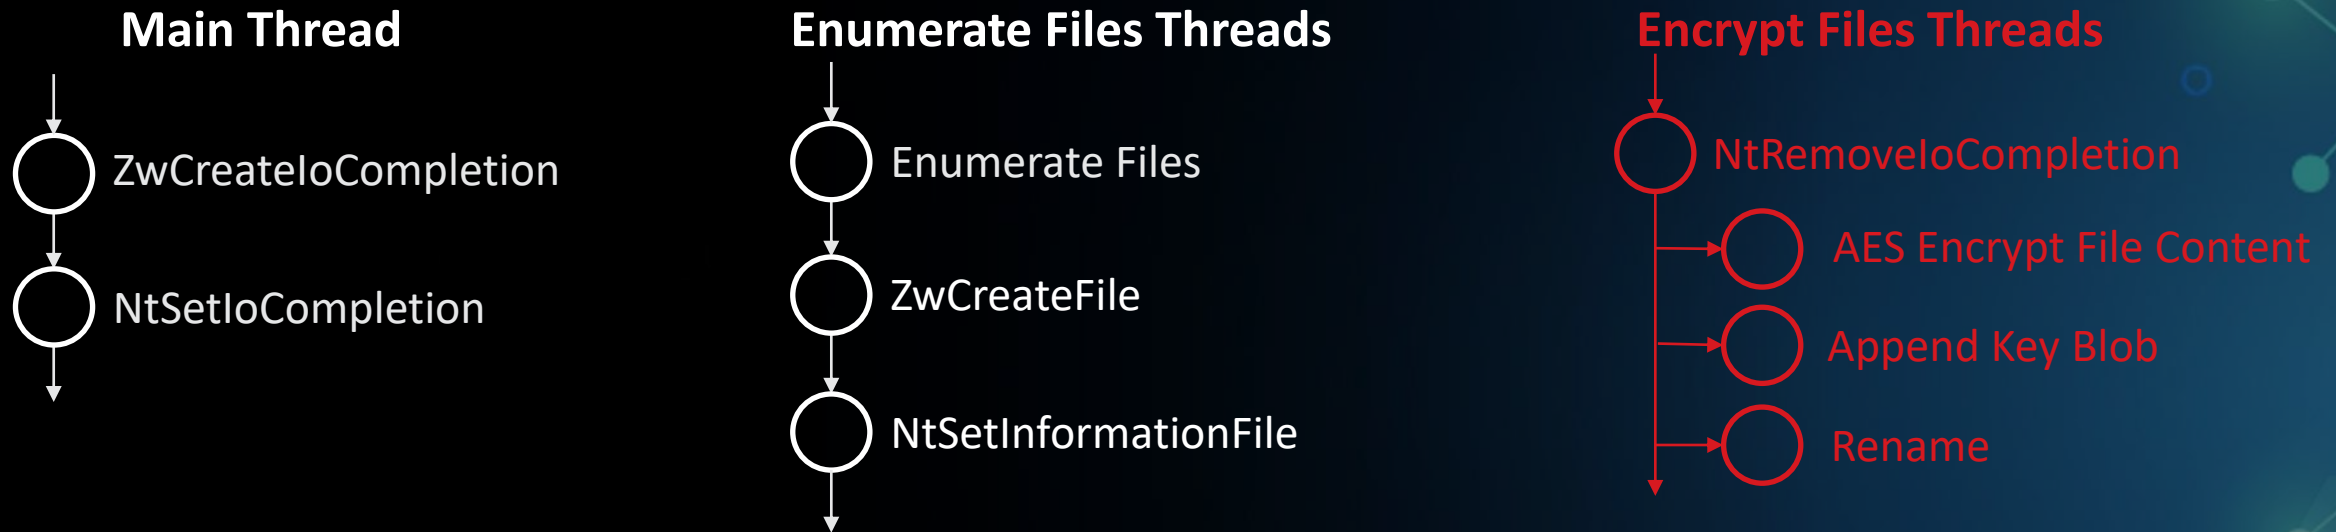 Main Thread
ZwCreateIoCompletion
NtSetIoCompletion
Enumerate Files Threads
Enumerate Files
ZwCreateFile
NtSetInformationFile
Encrypt Files Threads
NtRemoveIoCompletion
AES Encrypt File Content
Append Key Blob
Rename